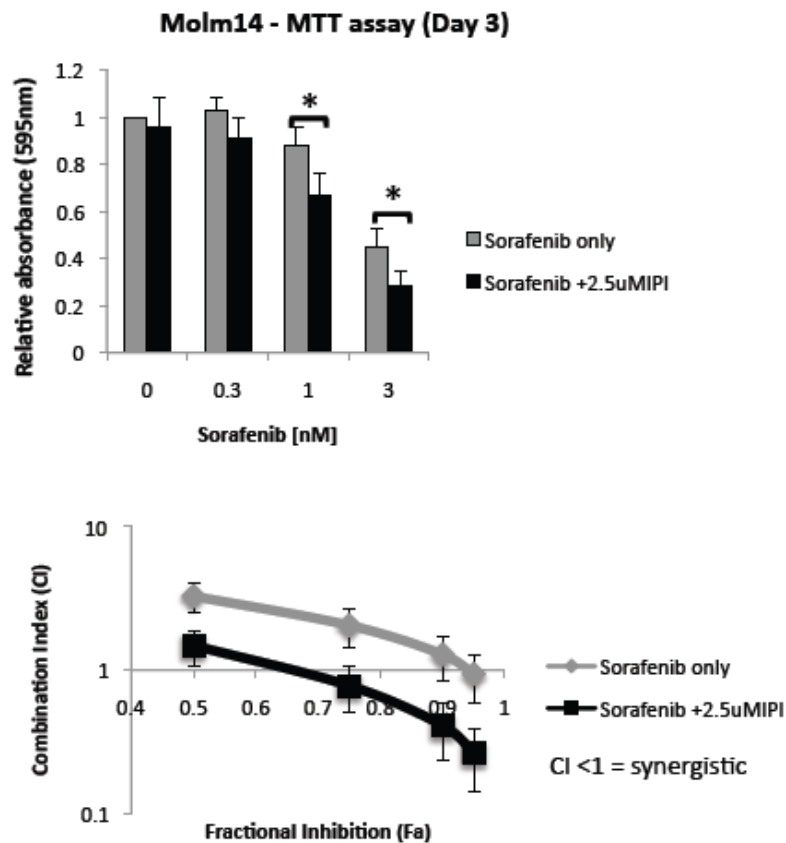 Molm14 - MTT assay (Day 3)
Relative absorbance (595nm)
1.2
1
0.8
0.6
0.4
0.2
0
*
*
0
0.3
1
3
Sorafenib [nM]
Sorafenib only
Sorafenib +2.5uMIPI
Combination Index (CI)
10
1
0.1
0.4
0.5
0.6
0.7
0.8
0.9
1
Fractional Inhibition (Fa)
Sorafenib only
Sorafenib +2.5uMIPI
CI <1 = synergistic